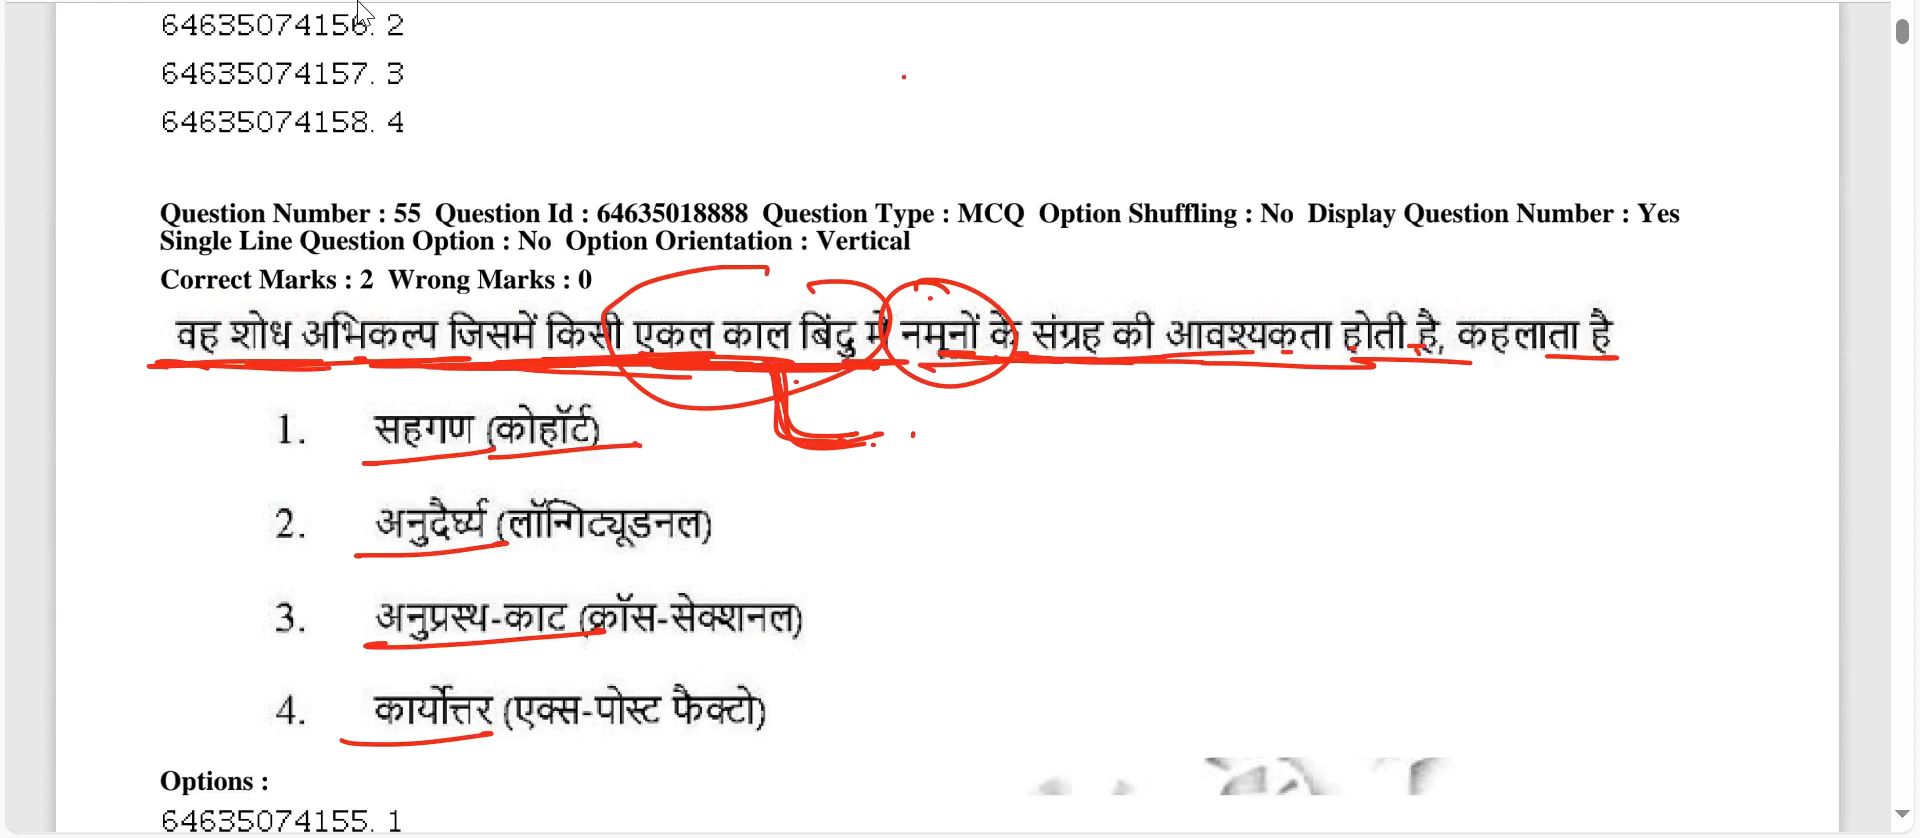 64635074156. 2
64635074157. 3
64635074158. 4
Question Number : 55 Question Id : 64635018888 Question Type : MCQ Option Shuffling : No Display Question Number : Yes
Single Line Question Option : No Option Orientation : Vertical
Correct Marks : 2 Wrong Marks : 0
वह शोध अभिकल्प जिसमें किसी एकल काल बिंदु में नमूनों के संग्रह की आवश्यकता होती है, कहलाता है
1. सहगण (कोहॉर्ट)
2. अनुदैर्घ्य (लॉन्गिट्यूडनल)
3. अनुप्रस्थ-काट (क्रॉस-सेक्शनल)
4. कार्योत्तर (एक्स-पोस्ट फैक्टो)
Options :
64635074155. 1